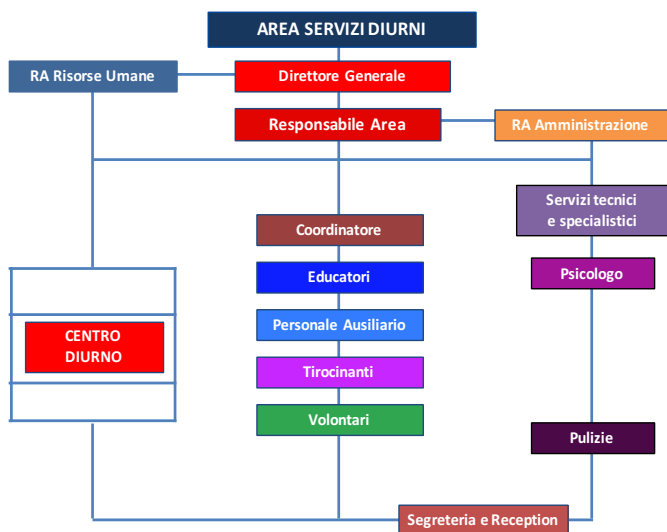 AREA SERVIZI DIURNI
RA Risorse Umane
Direttore Generale
Responsabile Area
RA Amministrazione
Servizi tecnici
e specialistici
Coordinatore
Educatori
Psicologo
Personale Ausiliario
CENTRO
DIURNO
Tirocinanti
Volontari
Pulizie
Segreteria e Reception